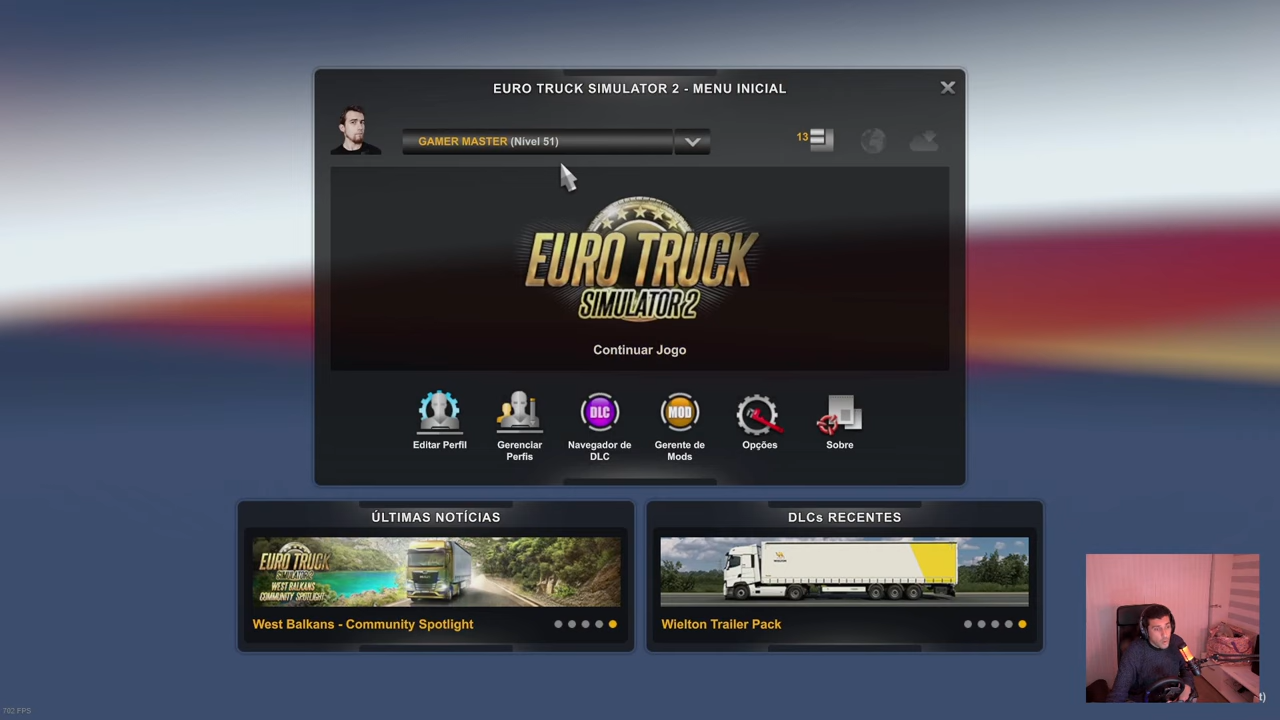 EURO TRUCK SIMULATOR 2 - MENU INICIAL
GAMER MASTER (Nível 51)
13
EURO TRUCK
SIMULATOR 2
Continuar Jogo
Editar Perfil
Gerenciar
Perfis
DLC
Navegador de
DLC
MOD
Gerente de
Mods
Opções
Sobre
ÚLTIMAS NOTÍCIAS
EURO TRUCK
SIMULATOR 2
WEST BALKANS
COMMUNITY SPOTLIGHT
West Balkans - Community Spotlight
DLCs RECENTES
Wielton Trailer Pack
702 FPS
t)